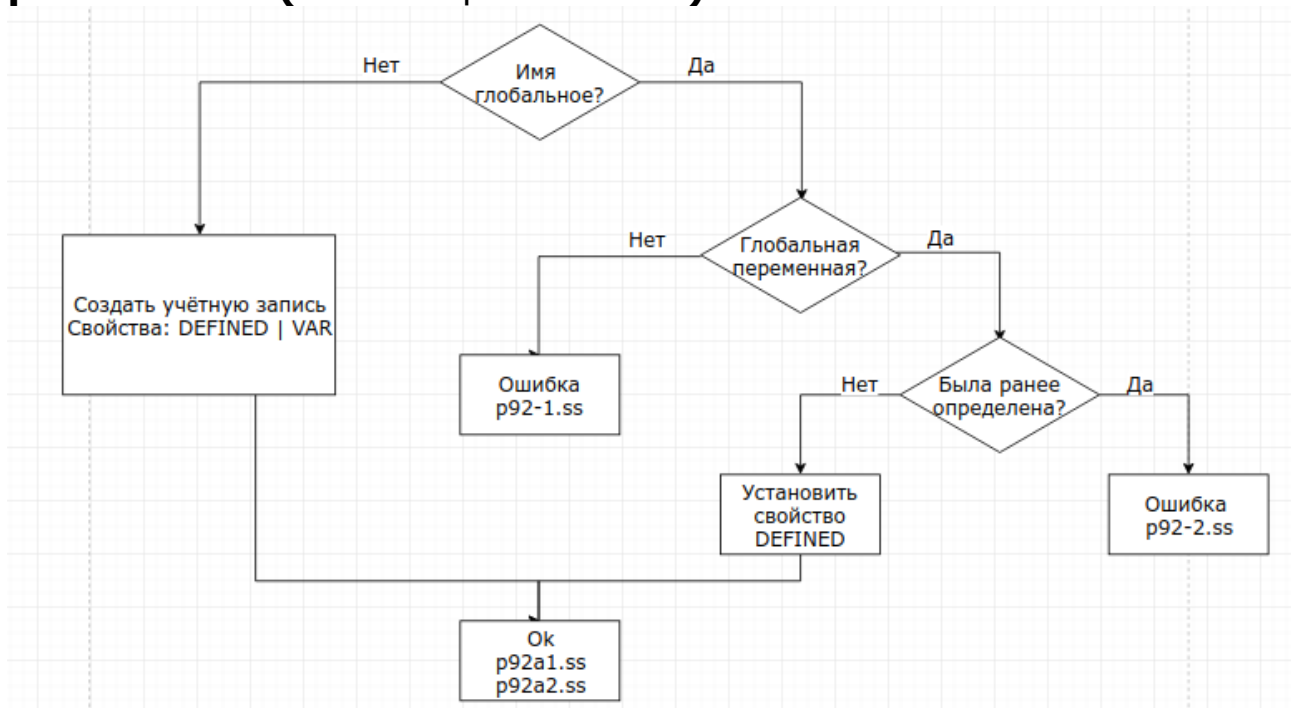 Нет
Имя
глобальное?
Да
Создать учётную запись
Свойства: DEFINED | VAR
Нет
Глобальная
переменная?
Да
Ошибка
p92-1.ss
Нет
Была ранее
определена?
Да
Установить
свойство
DEFINED
Ошибка
p92-2.ss
Ok
p92a1.ss
p92a2.ss